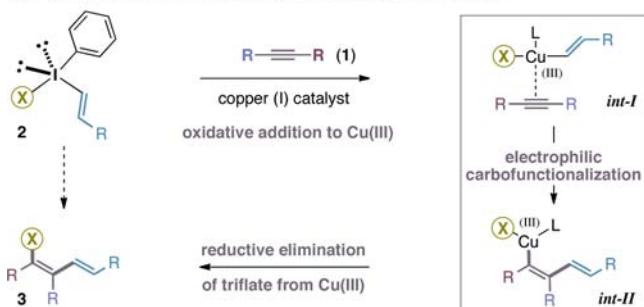 R R (1)
copper (I) catalyst
oxidative addition to Cu(III)
I
X
R
2
L
X Cu R
(III)
R R
int-I
electrophilic
carbofunctionalization
X (III) L
Cu
R R
R
int-II
reductive elimination
of triflate from Cu(III)
X
R R
R
3